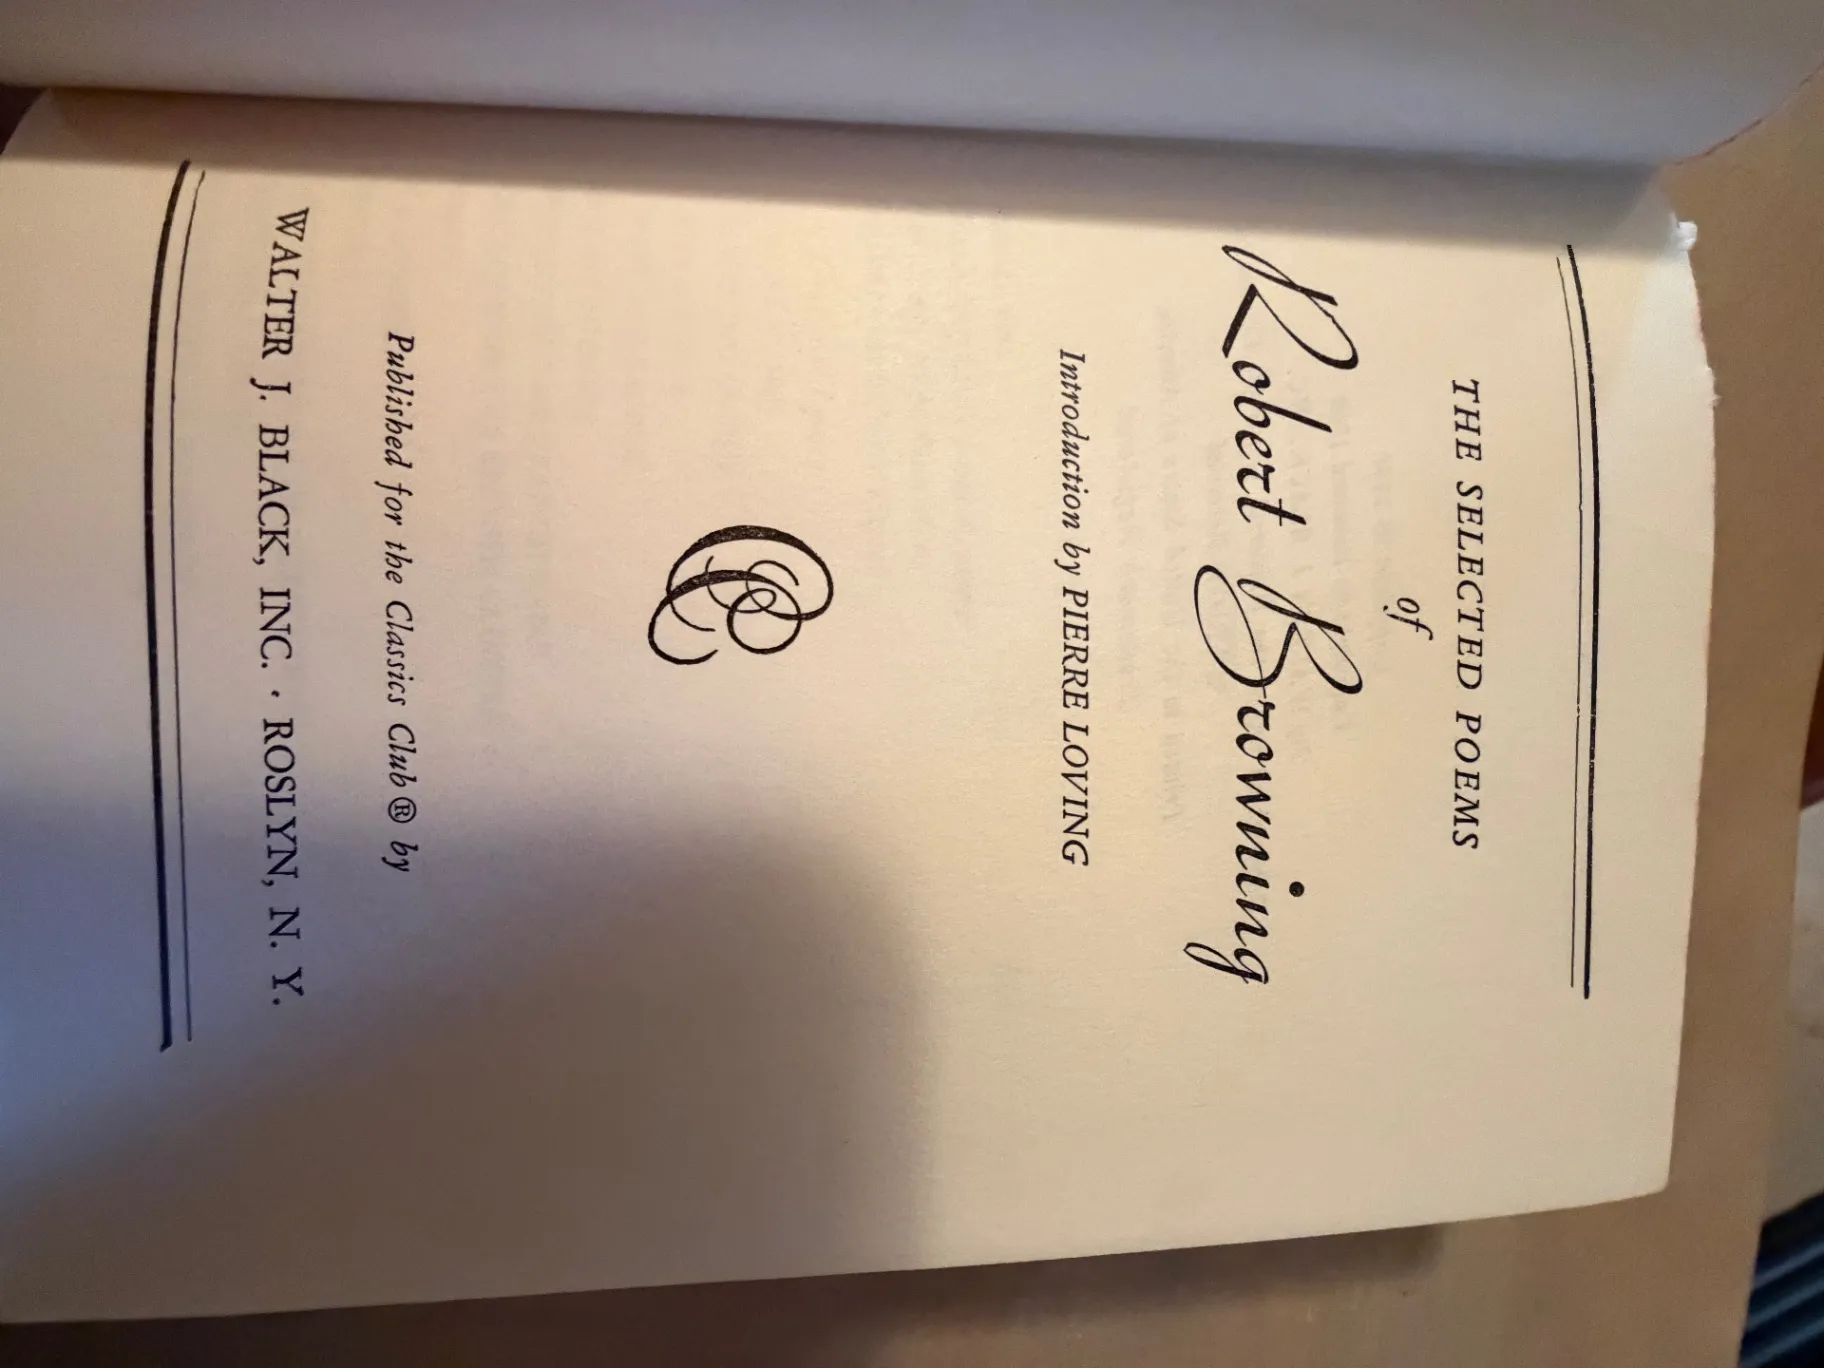 THE SELECTED POEMS
of
Robert Browning
Introduction by PIERRE LOVING
CC
Published for the Classics Club ® by
WALTER J. BLACK, INC. · ROSLYN, N. Y.